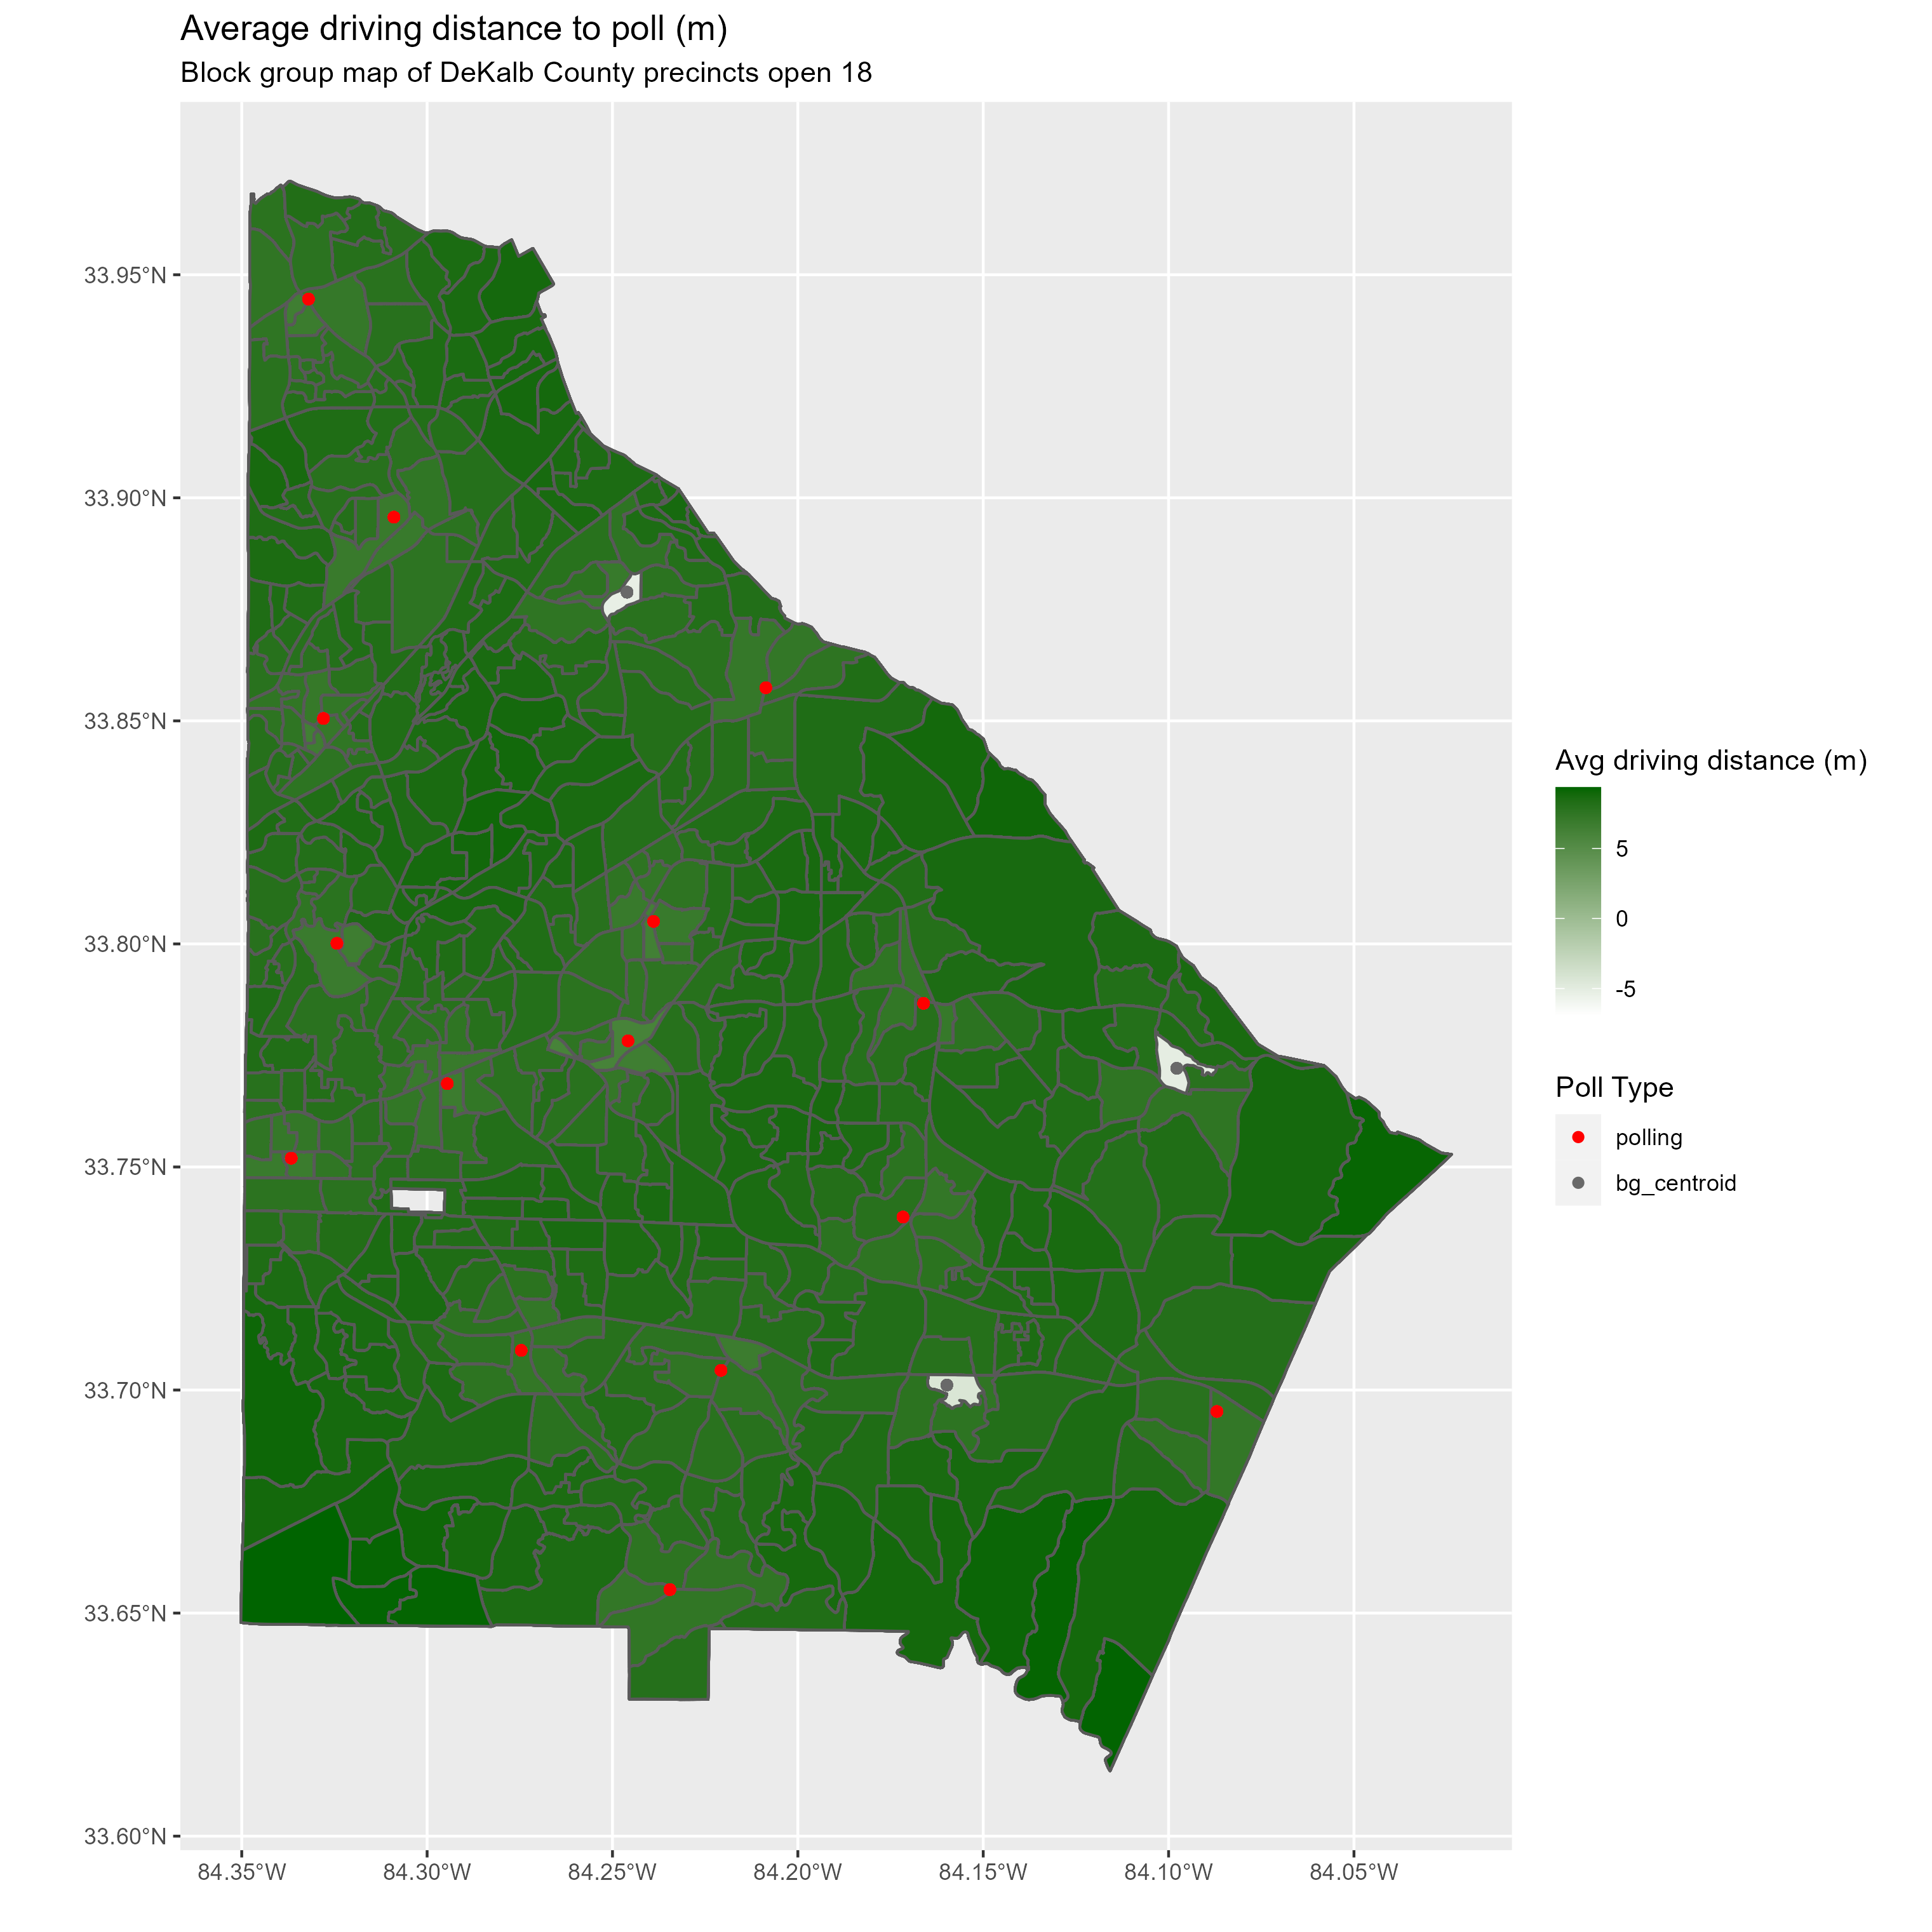 Average driving distance to poll (m)
Block group map of DeKalb County precincts open 18
33.95°N
33.90°N
33.85°N
33.80°N
33.75°N
33.70°N
33.65°N
33.60°N
84.35°W
84.30°W
84.25°W
84.20°W
84.15°W
84.10°W
84.05°W
Avg driving distance (m)
5
0
-5
Poll Type
polling
bg_centroid